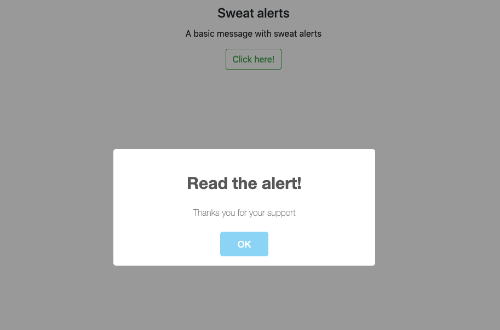 Sweat alerts
A basic message with sweat alerts
Click here!
Read the alert!
Thanks you for your support
OK